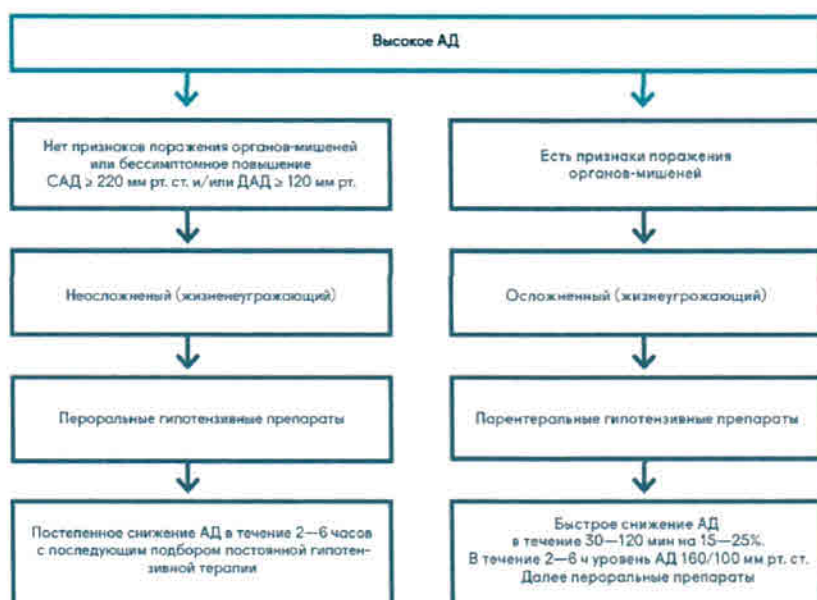 Высокое АД
Нет признаков поражения органов-мишеней
или бессимптомное повышение
САД ≥ 220 мм рт. ст. и/или ДАД ≥ 120 мм рт.
Есть признаки поражения
органов-мишеней
Неосложненый (жизненеугрожающий)
Осложненный (жизнеугрожающий)
Пероральные гипотензивные препараты
Парентеральные гипотензивные препараты
Постепенное снижение АД в течение 2—6 часов
с последующим подбором постоянной гипотен-
зивной терапии
Быстрое снижение АД
в течение 30—120 мин на 15—25%.
В течение 2—6 ч уровень АД 160/100 мм рт. ст.
Далее пероральные препараты